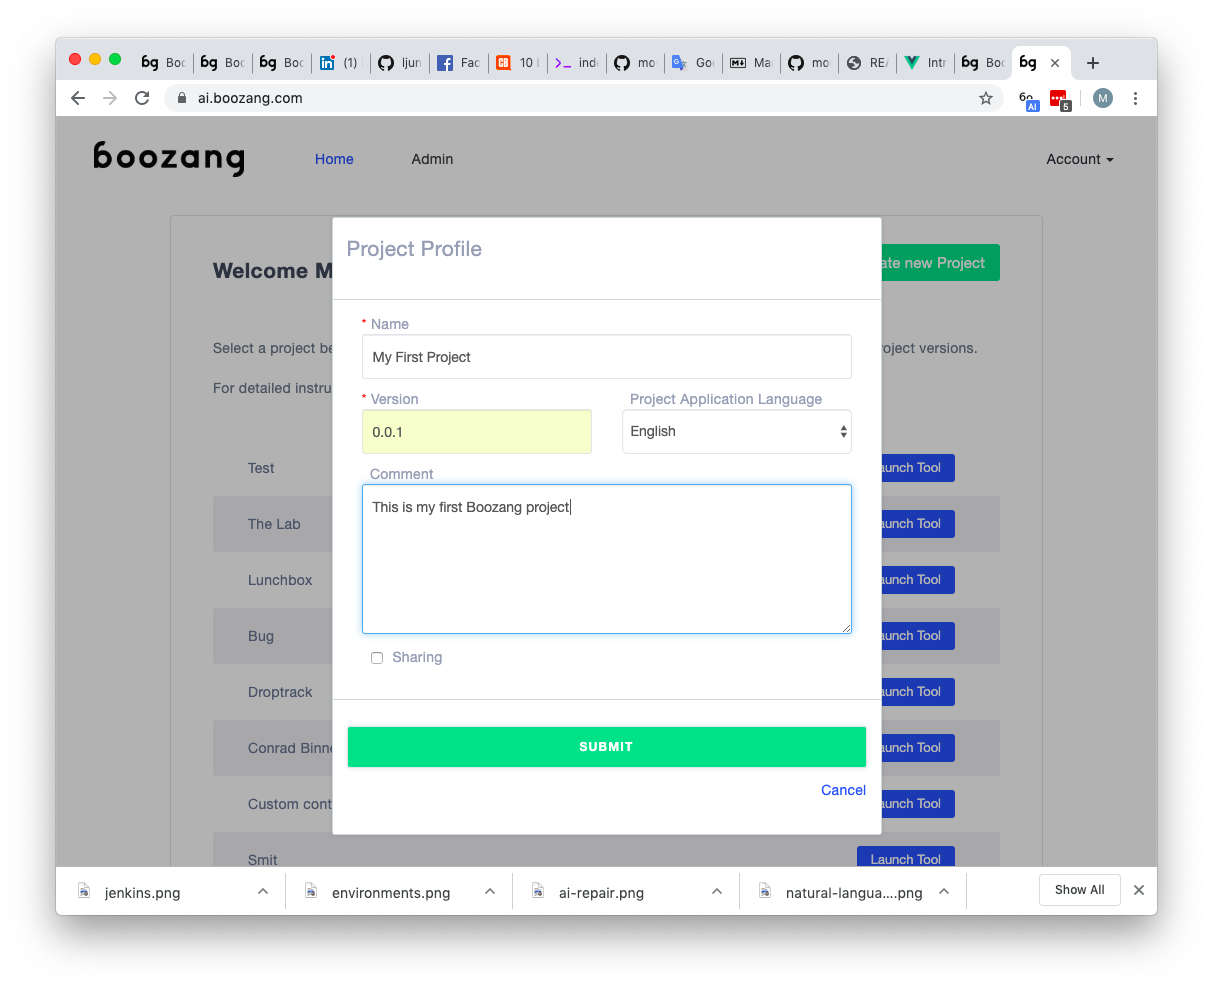 bg Boo bg Boo bg Boo in (1) ljun Fac CB 10 ind mo Goo Ma mo REA Intr bg Boo bg
ai.boozang.com AI 5 M
boozang Home Admin Account
Project Profile
Welcome M ate new Project
* Name
My First Project
Select a project be oject versions.
For detailed instru
* Version Project Application Language
0.0.1 English
Comment
Test aunch Tool
This is my first Boozang project
The Lab aunch Tool
Lunchbox aunch Tool
Bug aunch Tool
Sharing
Droptrack aunch Tool
Conrad Binne aunch Tool
SUBMIT
Cancel
Custom cont aunch Tool
Smit Launch Tool
jenkins.png environments.png ai-repair.png natural-langua....png Show All